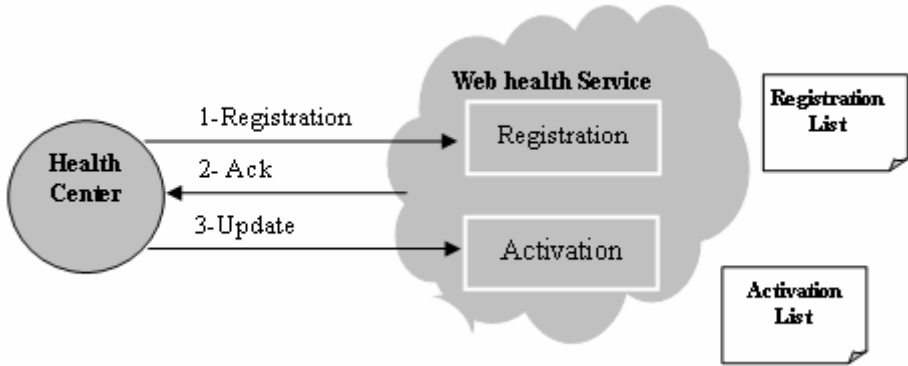 Web health Service
1-Registration
Registration
Registration
List
Health
Center
2- Ack
3-Update
Activation
Activation
List